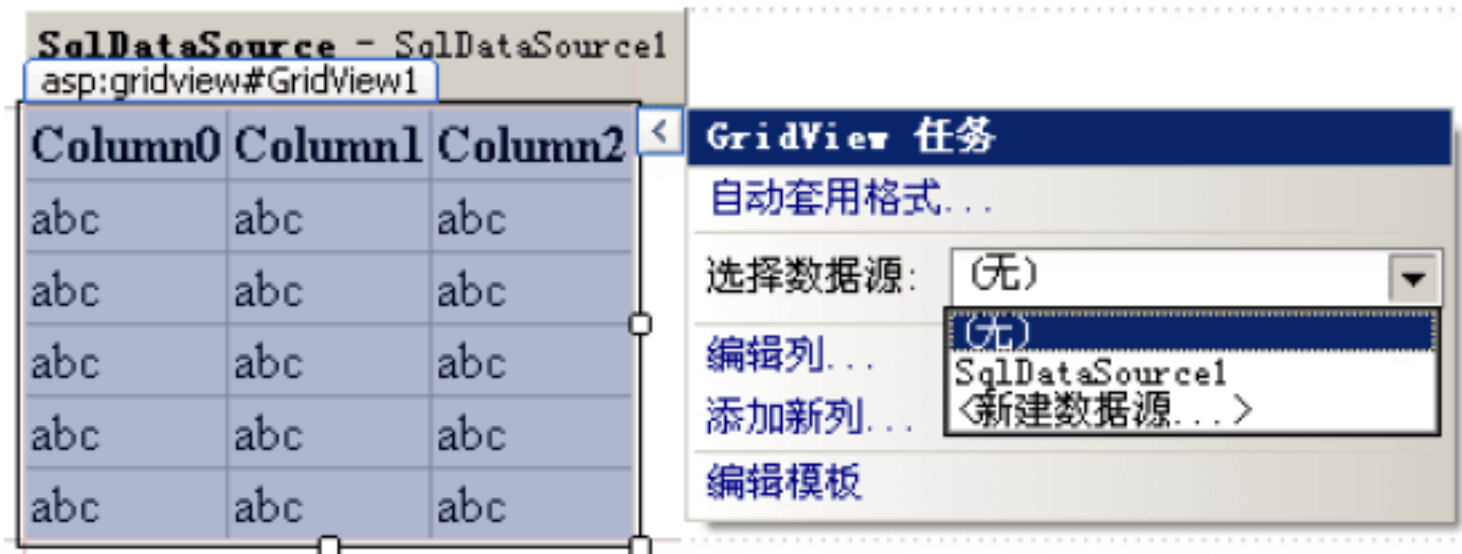 SqlDataSource - SqlDataSource1
asp:gridview#GridView1
Column0 Column1 Column2
abc abc abc
abc abc abc
abc abc abc
abc abc abc
abc abc abc
<
GridView 任务
自动套用格式...
选择数据源: (无)
(无)
SqlDataSource1
<新建数据源...>
编辑列...
添加新列...
编辑模板